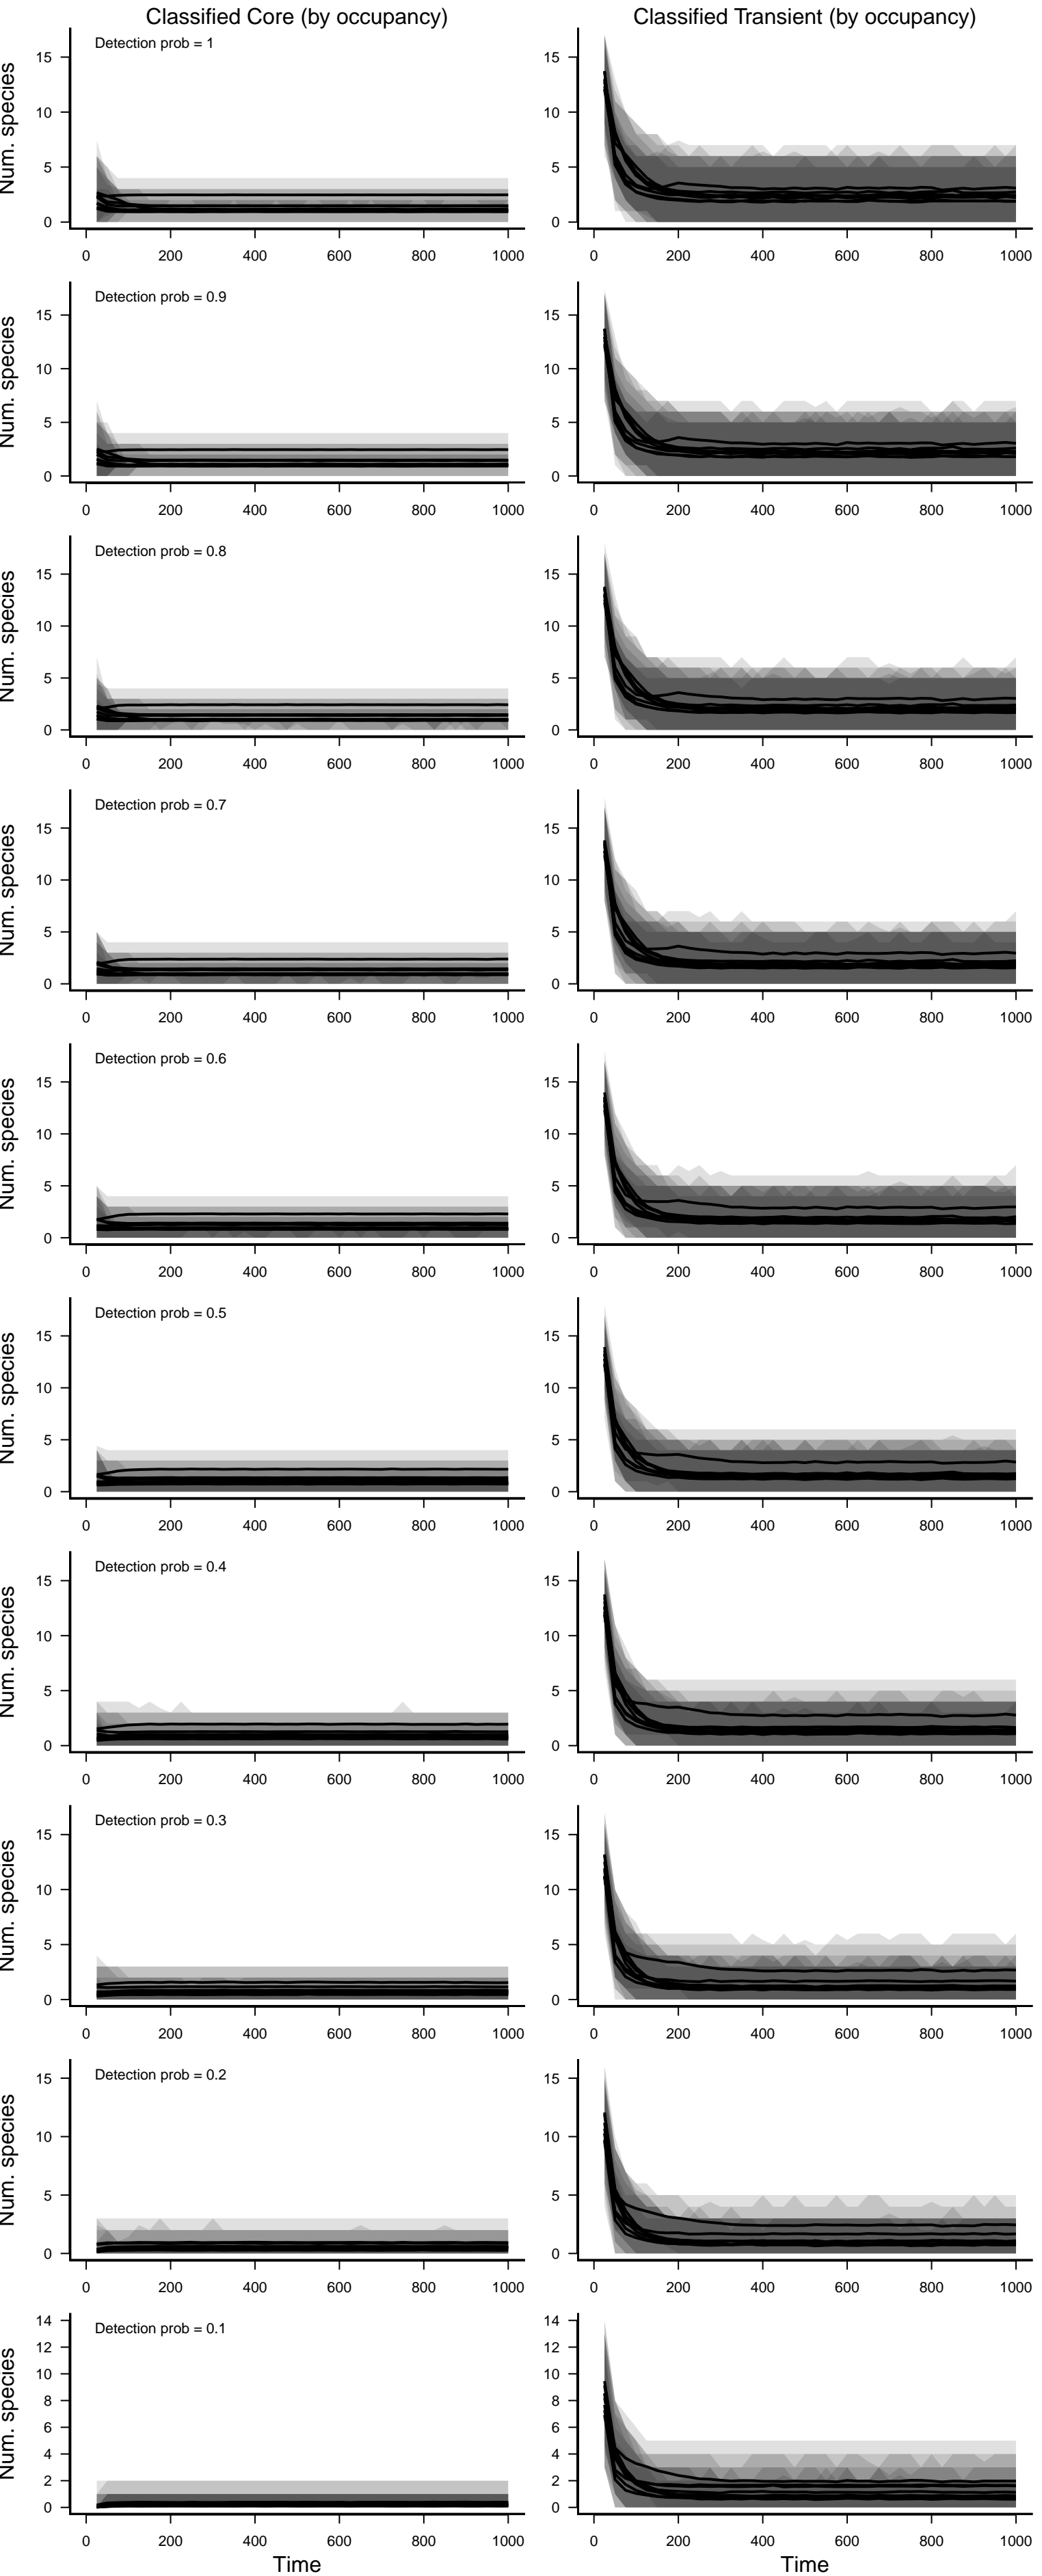 Classified Core (by occupancy) Classified Transient (by occupancy)
Detection prob = 1
Num. species
15 15
10 10
5 5
0 0
0 200 400 600 800 1000 0 200 400 600 800 1000
Detection prob = 0.9
Num. species
15 15
10 10
5 5
0 0
0 200 400 600 800 1000 0 200 400 600 800 1000
Detection prob = 0.8
Num. species
15 15
10 10
5 5
0 0
0 200 400 600 800 1000 0 200 400 600 800 1000
Detection prob = 0.7
Num. species
15 15
10 10
5 5
0 0
0 200 400 600 800 1000 0 200 400 600 800 1000
Detection prob = 0.6
Num. species
15 15
10 10
5 5
0 0
0 200 400 600 800 1000 0 200 400 600 800 1000
Detection prob = 0.5
Num. species
15 15
10 10
5 5
0 0
0 200 400 600 800 1000 0 200 400 600 800 1000
Detection prob = 0.4
Num. species
15 15
10 10
5 5
0 0
0 200 400 600 800 1000 0 200 400 600 800 1000
Detection prob = 0.3
Num. species
15 15
10 10
5 5
0 0
0 200 400 600 800 1000 0 200 400 600 800 1000
Detection prob = 0.2
Num. species
15 15
10 10
5 5
0 0
0 200 400 600 800 1000 0 200 400 600 800 1000
Detection prob = 0.1
Num. species
14 14
12 12
10 10
8 8
6 6
4 4
2 2
0 0
0 200 400 600 800 1000 0 200 400 600 800 1000
Time Time